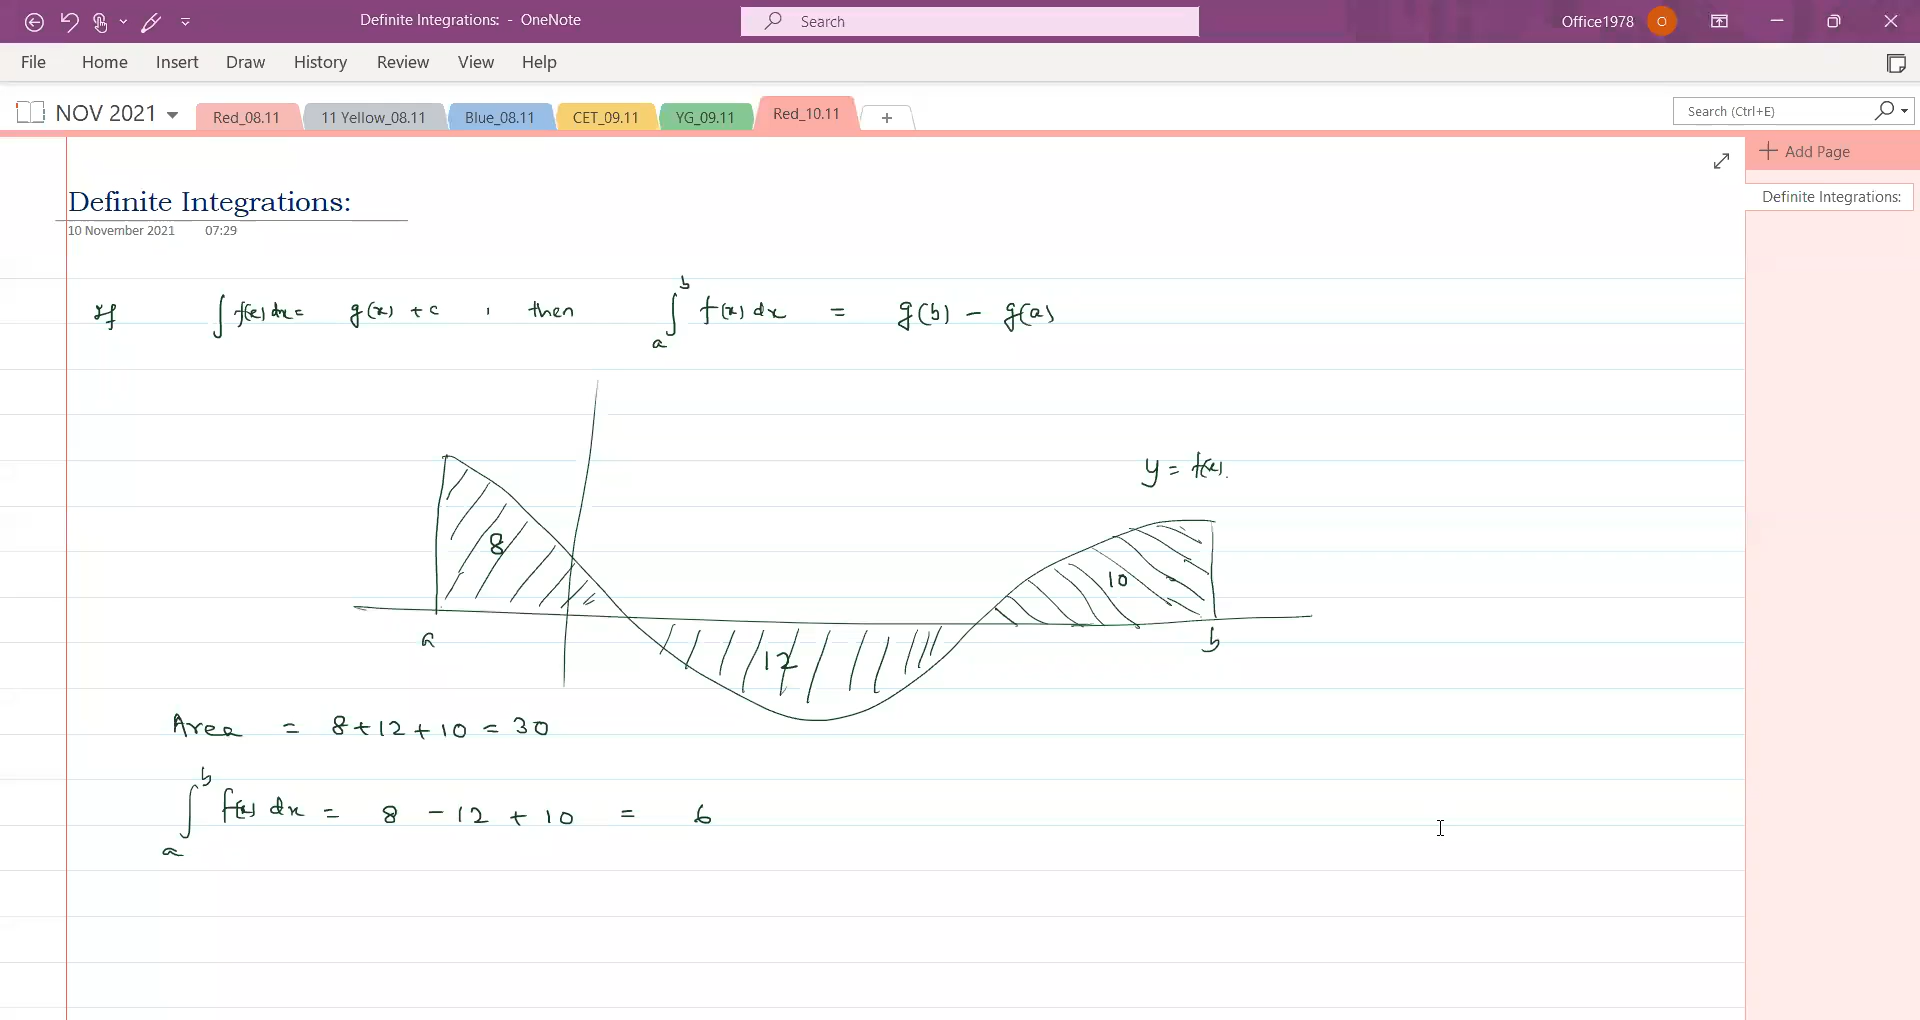 Definite Integrations: - OneNote
Search
Office1978
O
File Home Insert Draw History Review View Help
NOV 2021
Red_08.11
11 Yellow_08.11
Blue_08.11
CET_09.11
YG_09.11
Red_10.11
+
Search (Ctrl+E)
+ Add Page
Definite Integrations:
Definite Integrations:
10 November 2021 07:29
If ∫ f(x) dx = g(x) + c , then ∫_a^b f(x) dx = g(b) - g(a)
y = f(x).
8
10
12
a
b
Area = 8+12+10 = 30
∫_a^b f(x) dx = 8 - 12 + 10 = 6